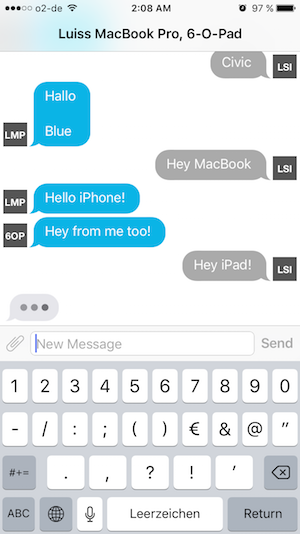 o2-de 2:08 AM 97 %
Luiss MacBook Pro, 6-O-Pad
Civic
LSI
Hallo
Blue
LMP
Hey MacBook
LSI
LMP
Hello iPhone!
6OP
Hey from me too!
Hey iPad!
LSI
New Message
Send
1 2 3 4 5 6 7 8 9 0
- / : ; ( ) € & @ "
#+= . , ? ! '
ABC Leerzeichen Return